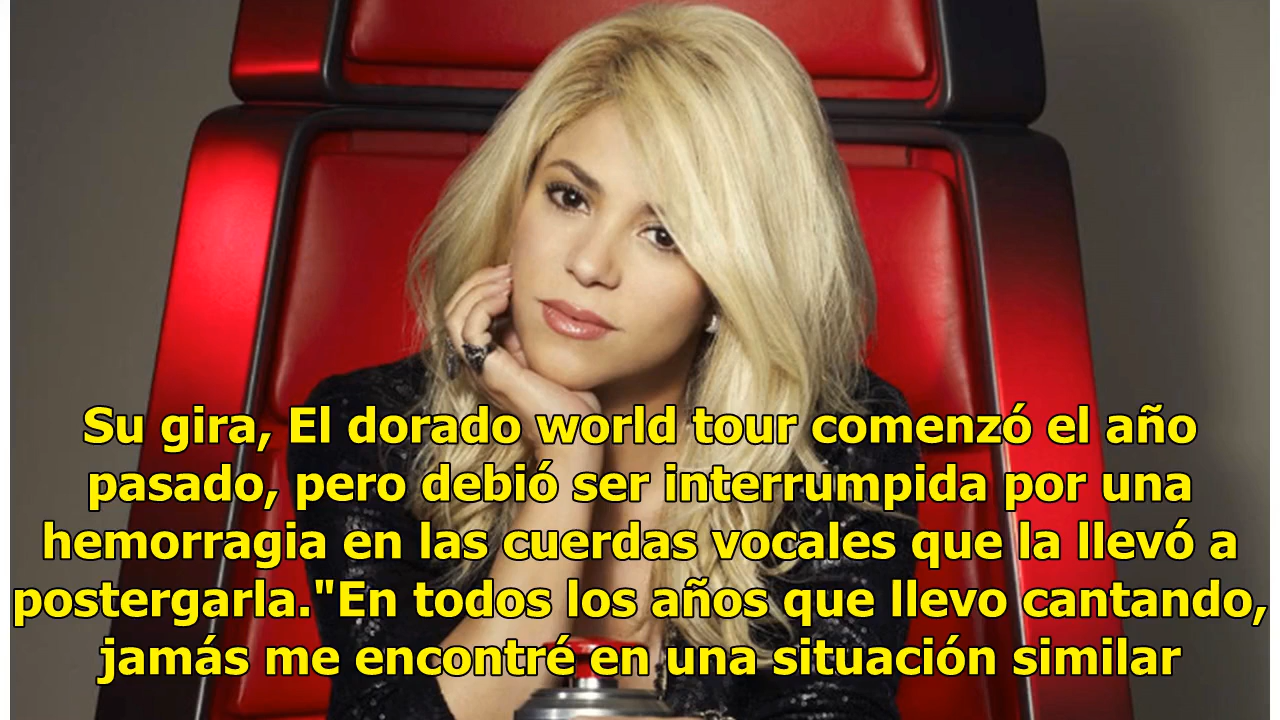 Su gira, El dorado world tour comenzó el año
pasado, pero debió ser interrumpida por una
hemorragia en las cuerdas vocales que la llevó a
postergarla."En todos los años que llevo cantando,
jamás me encontré en una situación similar